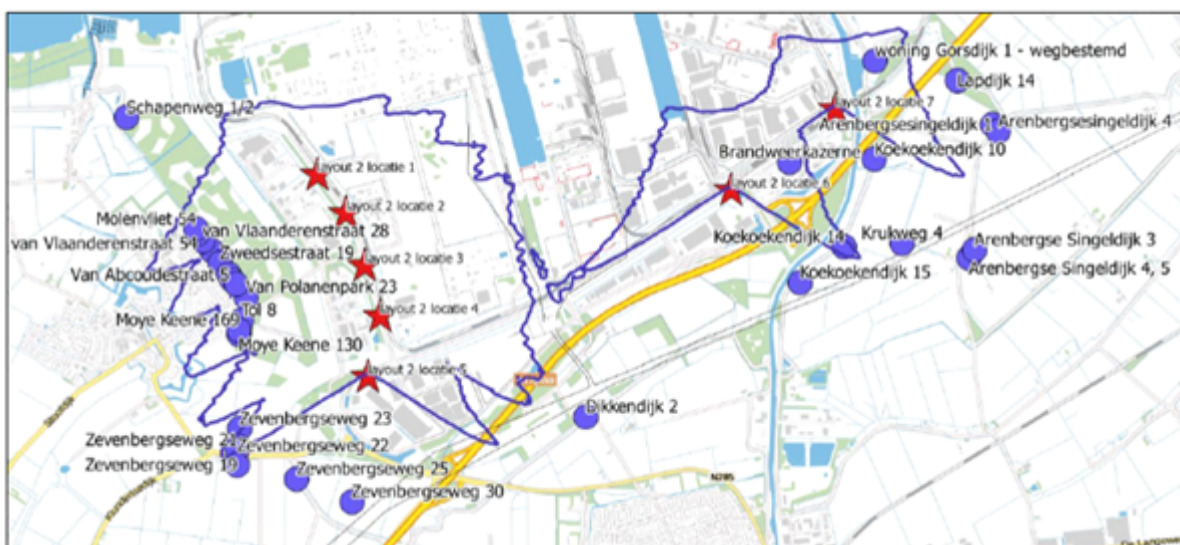 woning Gorsdijk 1 - wegbestemd
Lapdijk 14
Schapenweg 1/2
layout 2 locatie 7
Arenbergsesingeldijk 1
Arenbergsesingeldijk 4
Brandweerkazerne
Koekoekendijk 10
layout 2 locatie 1
layout 2 locatie 6
layout 2 locatie 2
Molenvliet 54
van Vlaanderenstraat 28
van Vlaanderenstraat 54
Zweedsestraat 19
Koekoekendijk 14
Krukweg 4
Arenbergse Singeldijk 3
layout 2 locatie 3
Arenbergse Singeldijk 4, 5
Van Abcoudestraat 5
Van Polanenpark 23
Koekoekendijk 15
Tol 8
layout 2 locatie 4
Moye Keene 169
Moye Keene 130
layout 2 locatie 5
Dikkendijk 2
Zevenbergseweg 23
Zevenbergseweg 21
Zevenbergseweg 22
Zevenbergseweg 19
Zevenbergseweg 25
N285
Zevenbergseweg 30